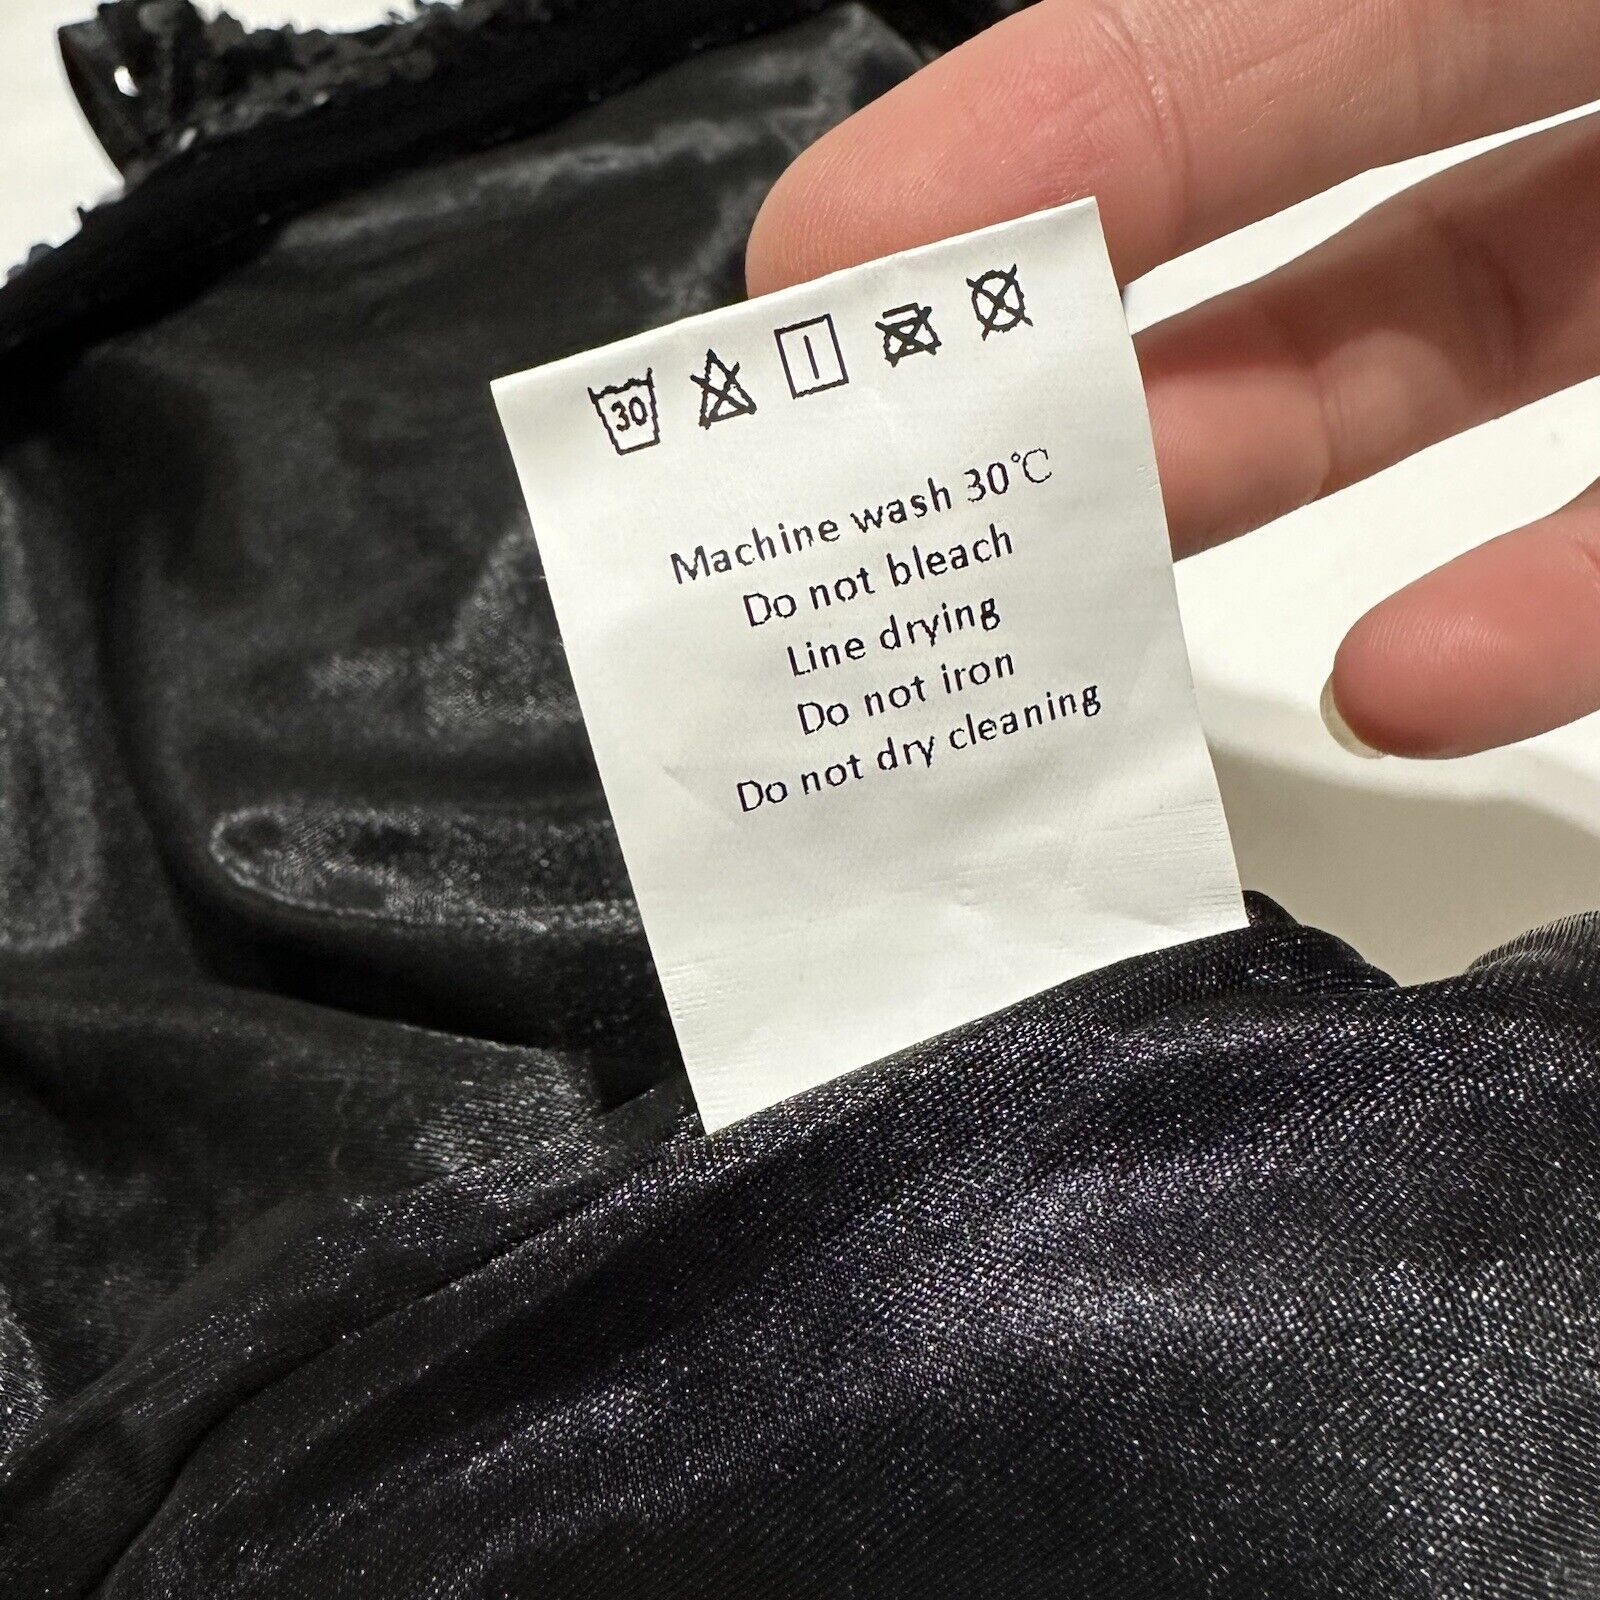 30
Machine wash 30°C
Do not bleach
Line drying
Do not iron
Do not dry cleaning